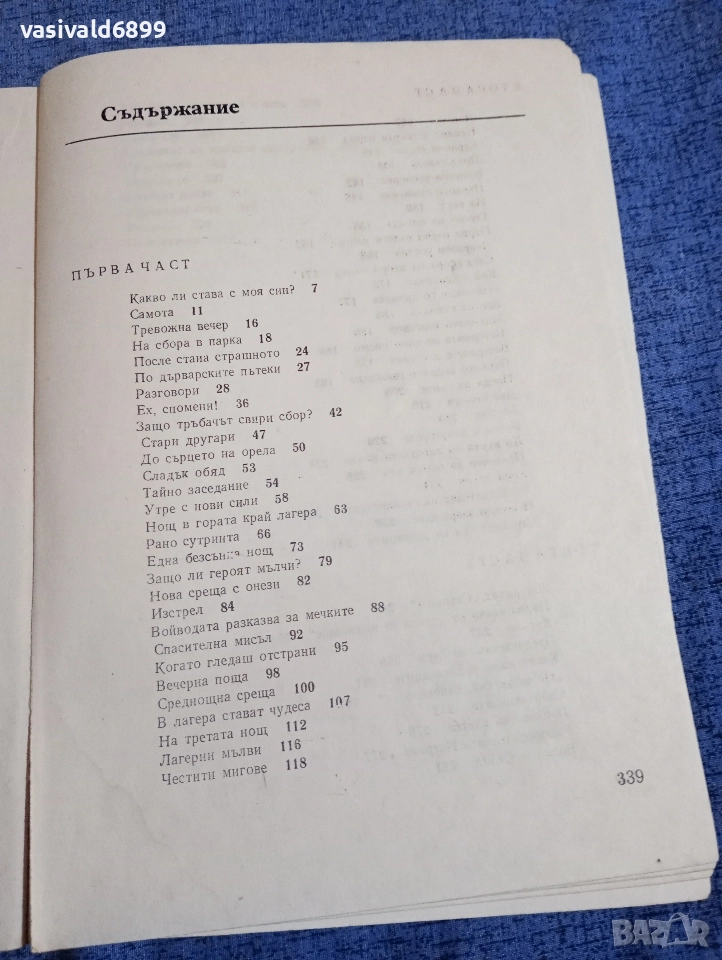 vasivald6899
Съдържание
ПЪРВА ЧАСТ
Какво ли става с моя син? 7
Самота 11
Тревожна вечер 16
На сбора в парка 18
После стана страшното 24
По дърварските пътеки 27
Разговори 28
Ех, спомени! 36
Защо тръбачът свири сбор? 42
Стари другари 47
До сърцето на орела 50
Сладък обяд 53
Тайно заседание 54
Утре с нови сили 58
Нощ в гората край лагера 63
Рано сутринта 66
Една безсънна нощ 73
Защо ли героят мълчи? 79
Нова среща с онези 82
Изстрел 84
Войводата разказва за мечките 88
Спасителна мисъл 92
Когато гледаш отстрани 95
Вечерна поща 98
Среднощна среща 100
В лагера стават чудеса 107
На третата нощ 112
Лагерни мълви 116
Честити мигове 118
339
BAZAR